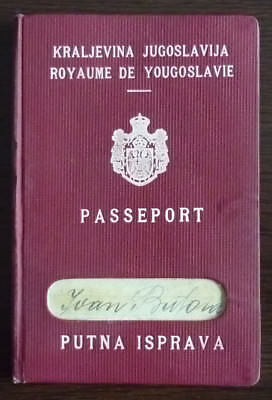 KRALJEVINA JUGOSLAVIJA
ROYAUME DE YOUGOSLAVIE
PASSEPORT
Ivan
PUTNA ISPRAVA